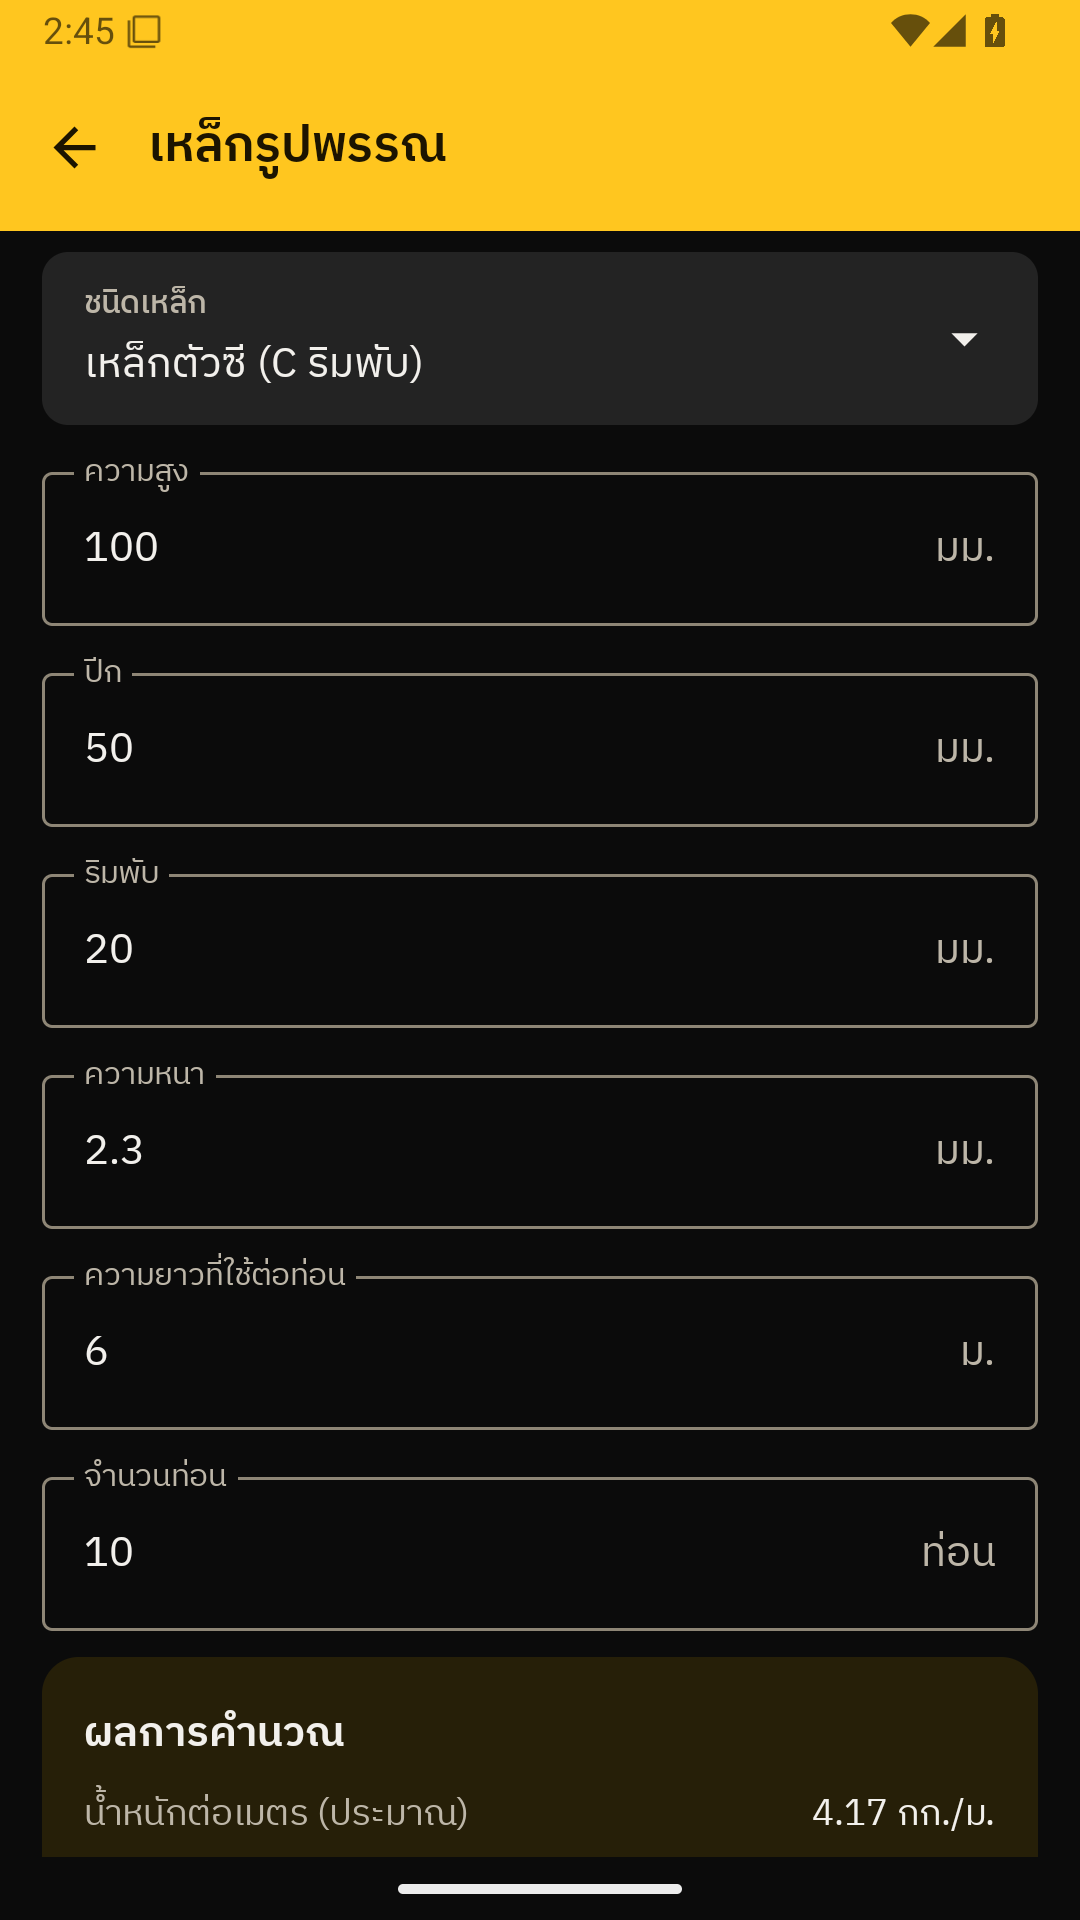 2:45
เหล็กรูปพรรณ
ชนิดเหล็ก
เหล็กตัวซี (C ริมพับ)
ความสูง
100 มม.
ปีก
50 มม.
ริมพับ
20 มม.
ความหนา
2.3 มม.
ความยาวที่ใช้ต่อท่อน
6 ม.
จำนวนท่อน
10 ท่อน
ผลการคำนวณ
น้ำหนักต่อเมตร (ประมาณ) 4.17 กก./ม.